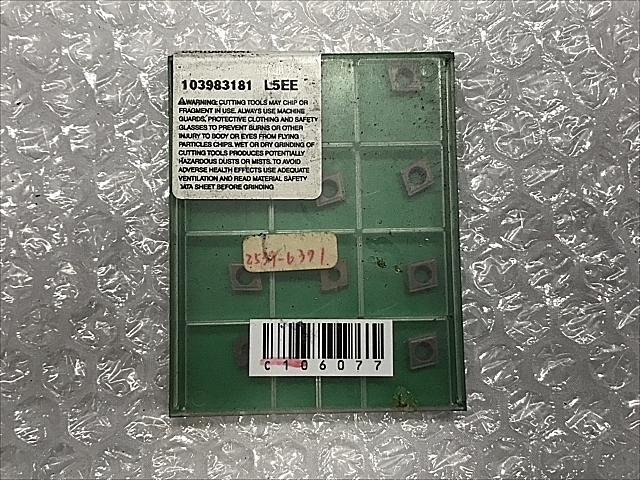 103983181 L5EE
⚠WARNING: CUTTING TOOLS MAY CHIP OR
FRAGMENT IN USE. ALWAYS USE MACHINE
GUARDS, PROTECTIVE CLOTHING AND SAFETY
GLASSES TO PREVENT BURNS OR OTHER
INJURY TO BODY OR EYES FROM FLYING
PARTICLES CHIPS. WET OR DRY GRINDING OF
CUTTING TOOLS PRODUCES POTENTIALLY
HAZARDOUS DUSTS OR MISTS. TO AVOID
ADVERSE HEALTH EFFECTS USE ADEQUATE
VENTILATION AND READ MATERIAL SAFETY
DATA SHEET BEFORE GRINDING
2539-6371
C106077